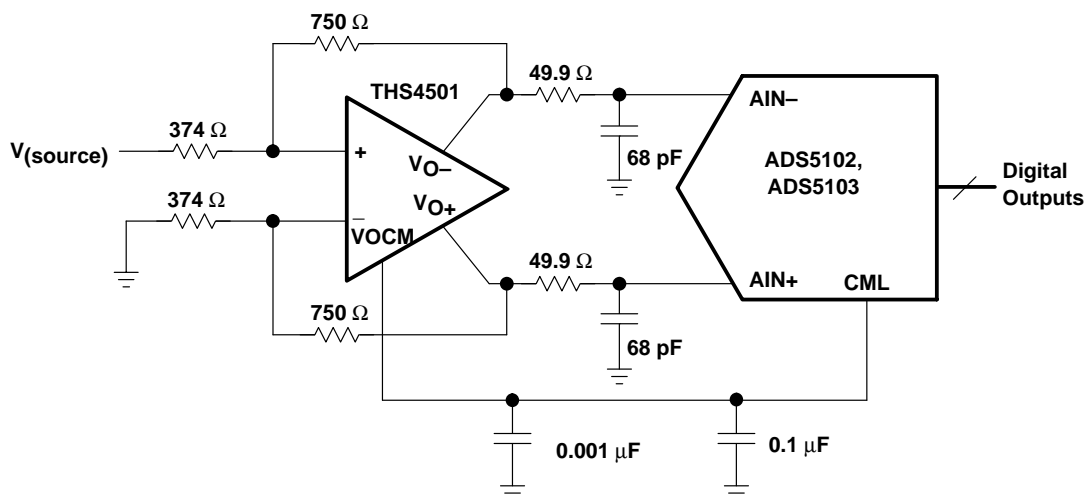 750 Ω
THS4501
49.9 Ω
AIN–
V(source)
374 Ω
+
VO–
68 pF
ADS5102,
ADS5103
Digital
Outputs
374 Ω
–
VO+
VOCM
49.9 Ω
AIN+
CML
750 Ω
68 pF
0.001 μF
0.1 μF